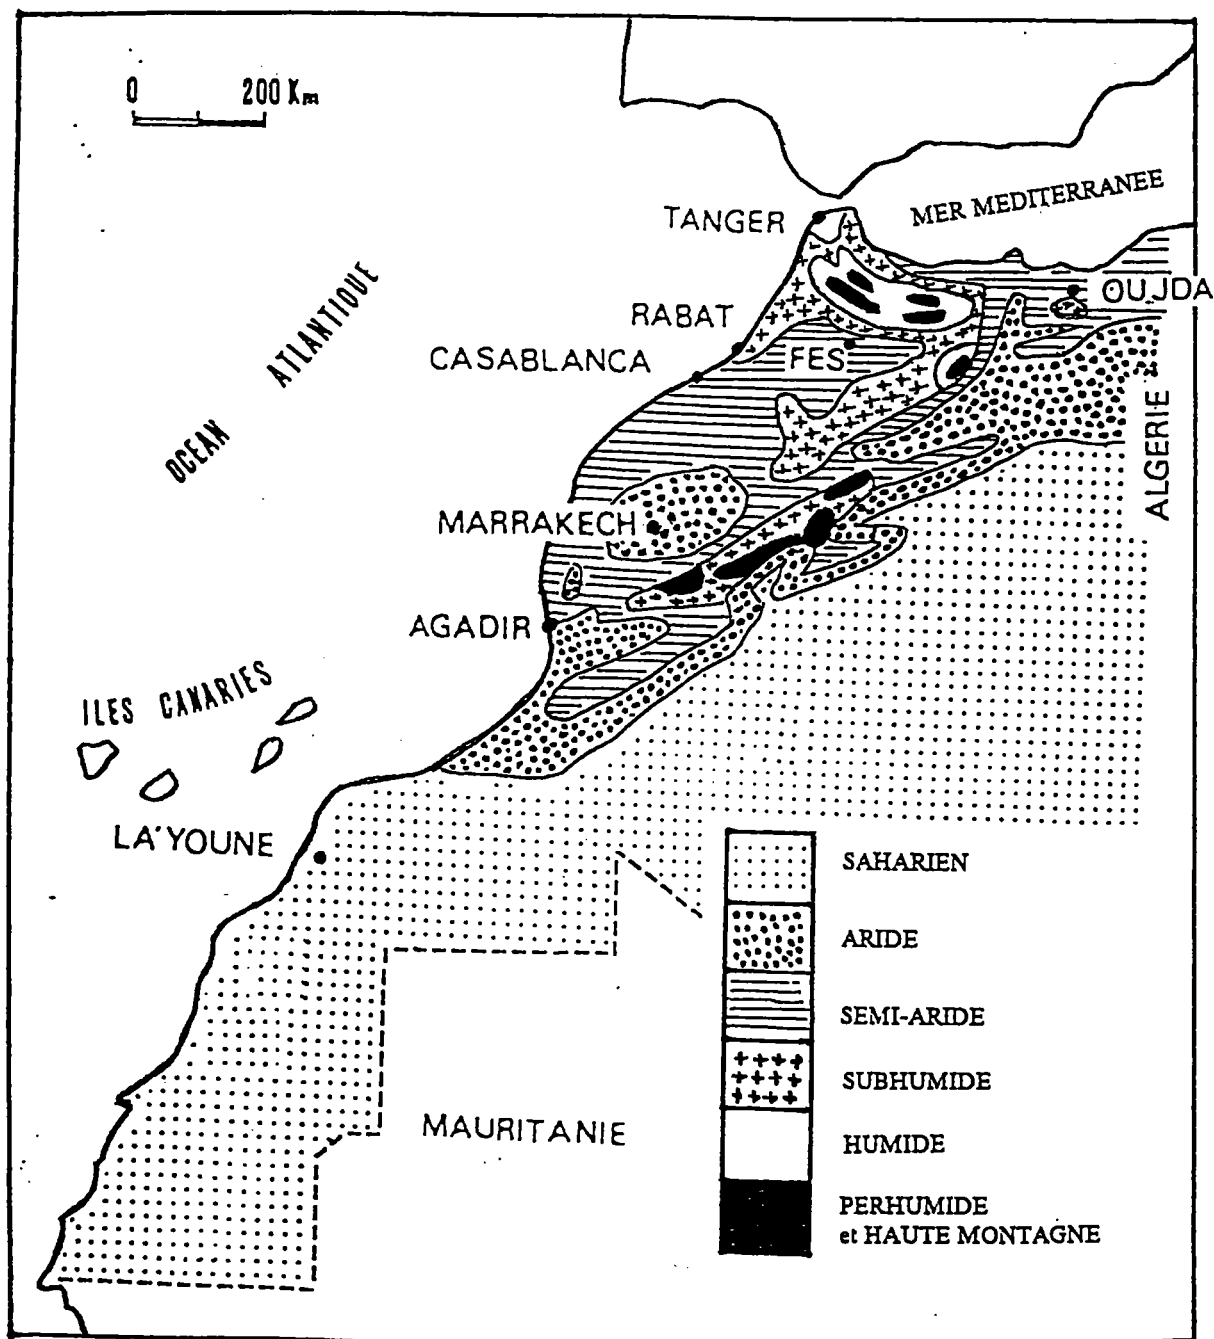 0 200 Km
MER MEDITERRANEE
TANGER
OUJDA
RABAT
OCEAN ATLANTIQUE
CASABLANCA
FES
ALGERIE
MARRAKECH
AGADIR
ILES CANARIES
LA'YOUNE
SAHARIEN
ARIDE
SEMI-ARIDE
SUBHUMIDE
MAURITANIE
HUMIDE
PERHUMIDE
et HAUTE MONTAGNE